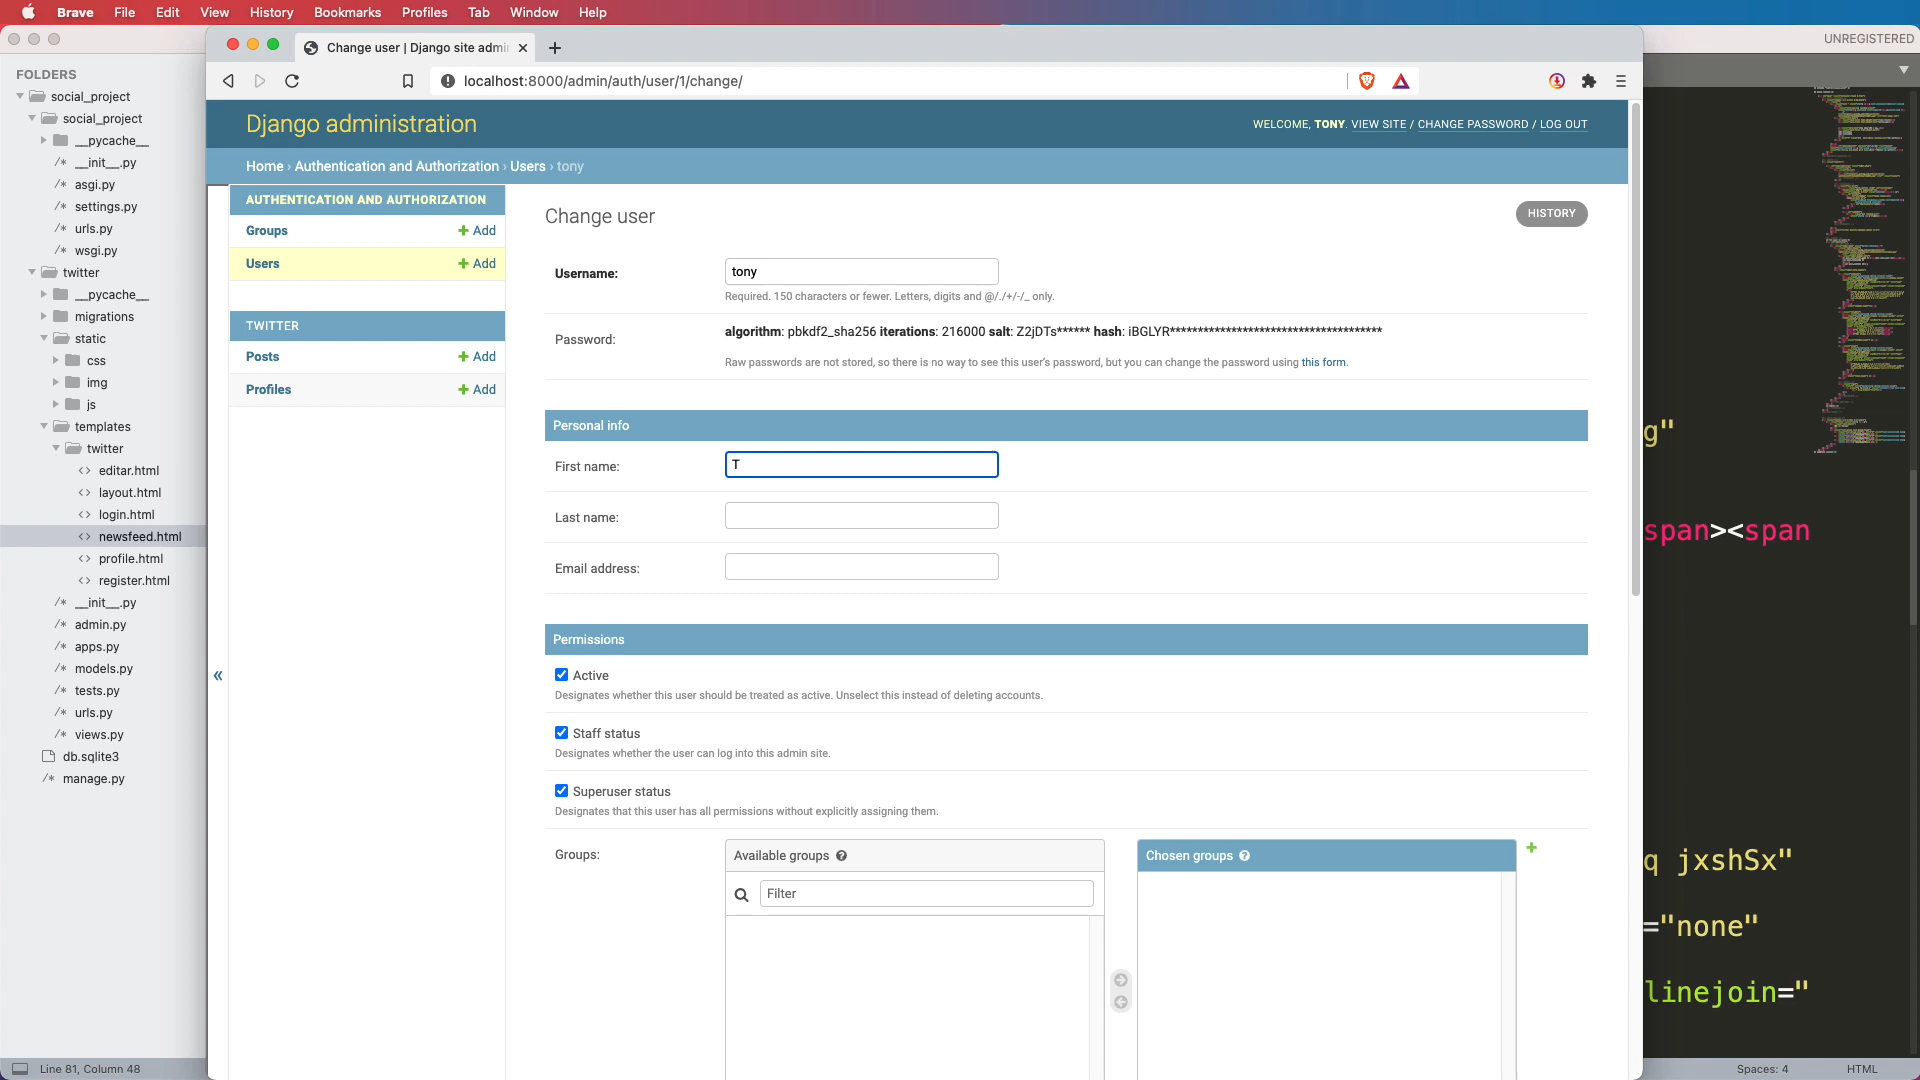 Brave File Edit View History Bookmarks Profiles Tab Window Help
UNREGISTERED
FOLDERS
social_project
social_project
__pycache__
__init__.py
asgi.py
settings.py
urls.py
wsgi.py
twitter
__pycache__
migrations
static
css
img
js
templates
twitter
editar.html
layout.html
login.html
newsfeed.html
profile.html
register.html
__init__.py
admin.py
apps.py
models.py
tests.py
urls.py
views.py
db.sqlite3
manage.py
Line 81, Column 48
Change user | Django site admi
localhost:8000/admin/auth/user/1/change/
Django administration
WELCOME, TONY. VIEW SITE / CHANGE PASSWORD / LOG OUT
Home › Authentication and Authorization › Users › tony
AUTHENTICATION AND AUTHORIZATION
Groups + Add
Users + Add
TWITTER
Posts + Add
Profiles + Add
«
Change user
HISTORY
Username: tony
Required. 150 characters or fewer. Letters, digits and @/./+/-/_ only.
Password: algorithm: pbkdf2_sha256 iterations: 216000 salt: Z2jDTs****** hash: iBGLYR**************************************
Raw passwords are not stored, so there is no way to see this user's password, but you can change the password using this form.
Personal info
First name: T
Last name:
Email address:
Permissions
Active
Designates whether this user should be treated as active. Unselect this instead of deleting accounts.
Staff status
Designates whether the user can log into this admin site.
Superuser status
Designates that this user has all permissions without explicitly assigning them.
Groups:
Available groups
Filter
Chosen groups
g"
span><span
q jxshSx"
="none"
linejoin="
Spaces: 4
HTML